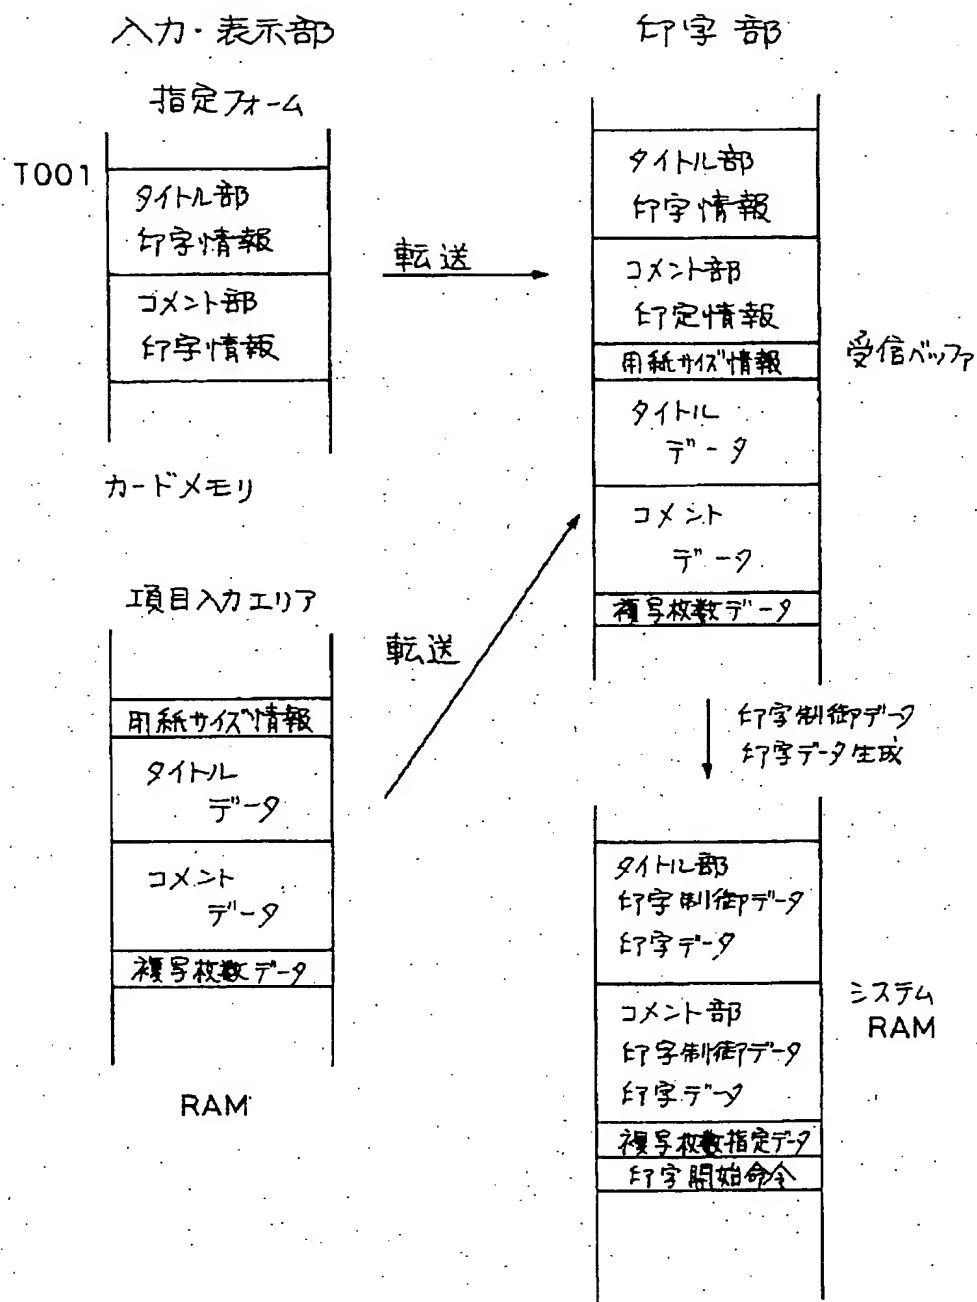 入力・表示部
指定フォーム
T001
タイトル部
印字情報
コメント部
印字情報
カードメモリ
転送
項目入力エリア
用紙サイズ情報
タイトル
データ
コメント
データ
複写枚数データ
RAM
転送
印字部
タイトル部
印字情報
コメント部
印定情報
用紙サイズ情報
タイトル
データ
コメント
データ
複写枚数データ
受信バッファ
印字制御データ
印字データ生成
タイトル部
印字制御データ
印字データ
コメント部
印字制御データ
印字データ
複写枚数指定データ
印字開始命令
システム
RAM